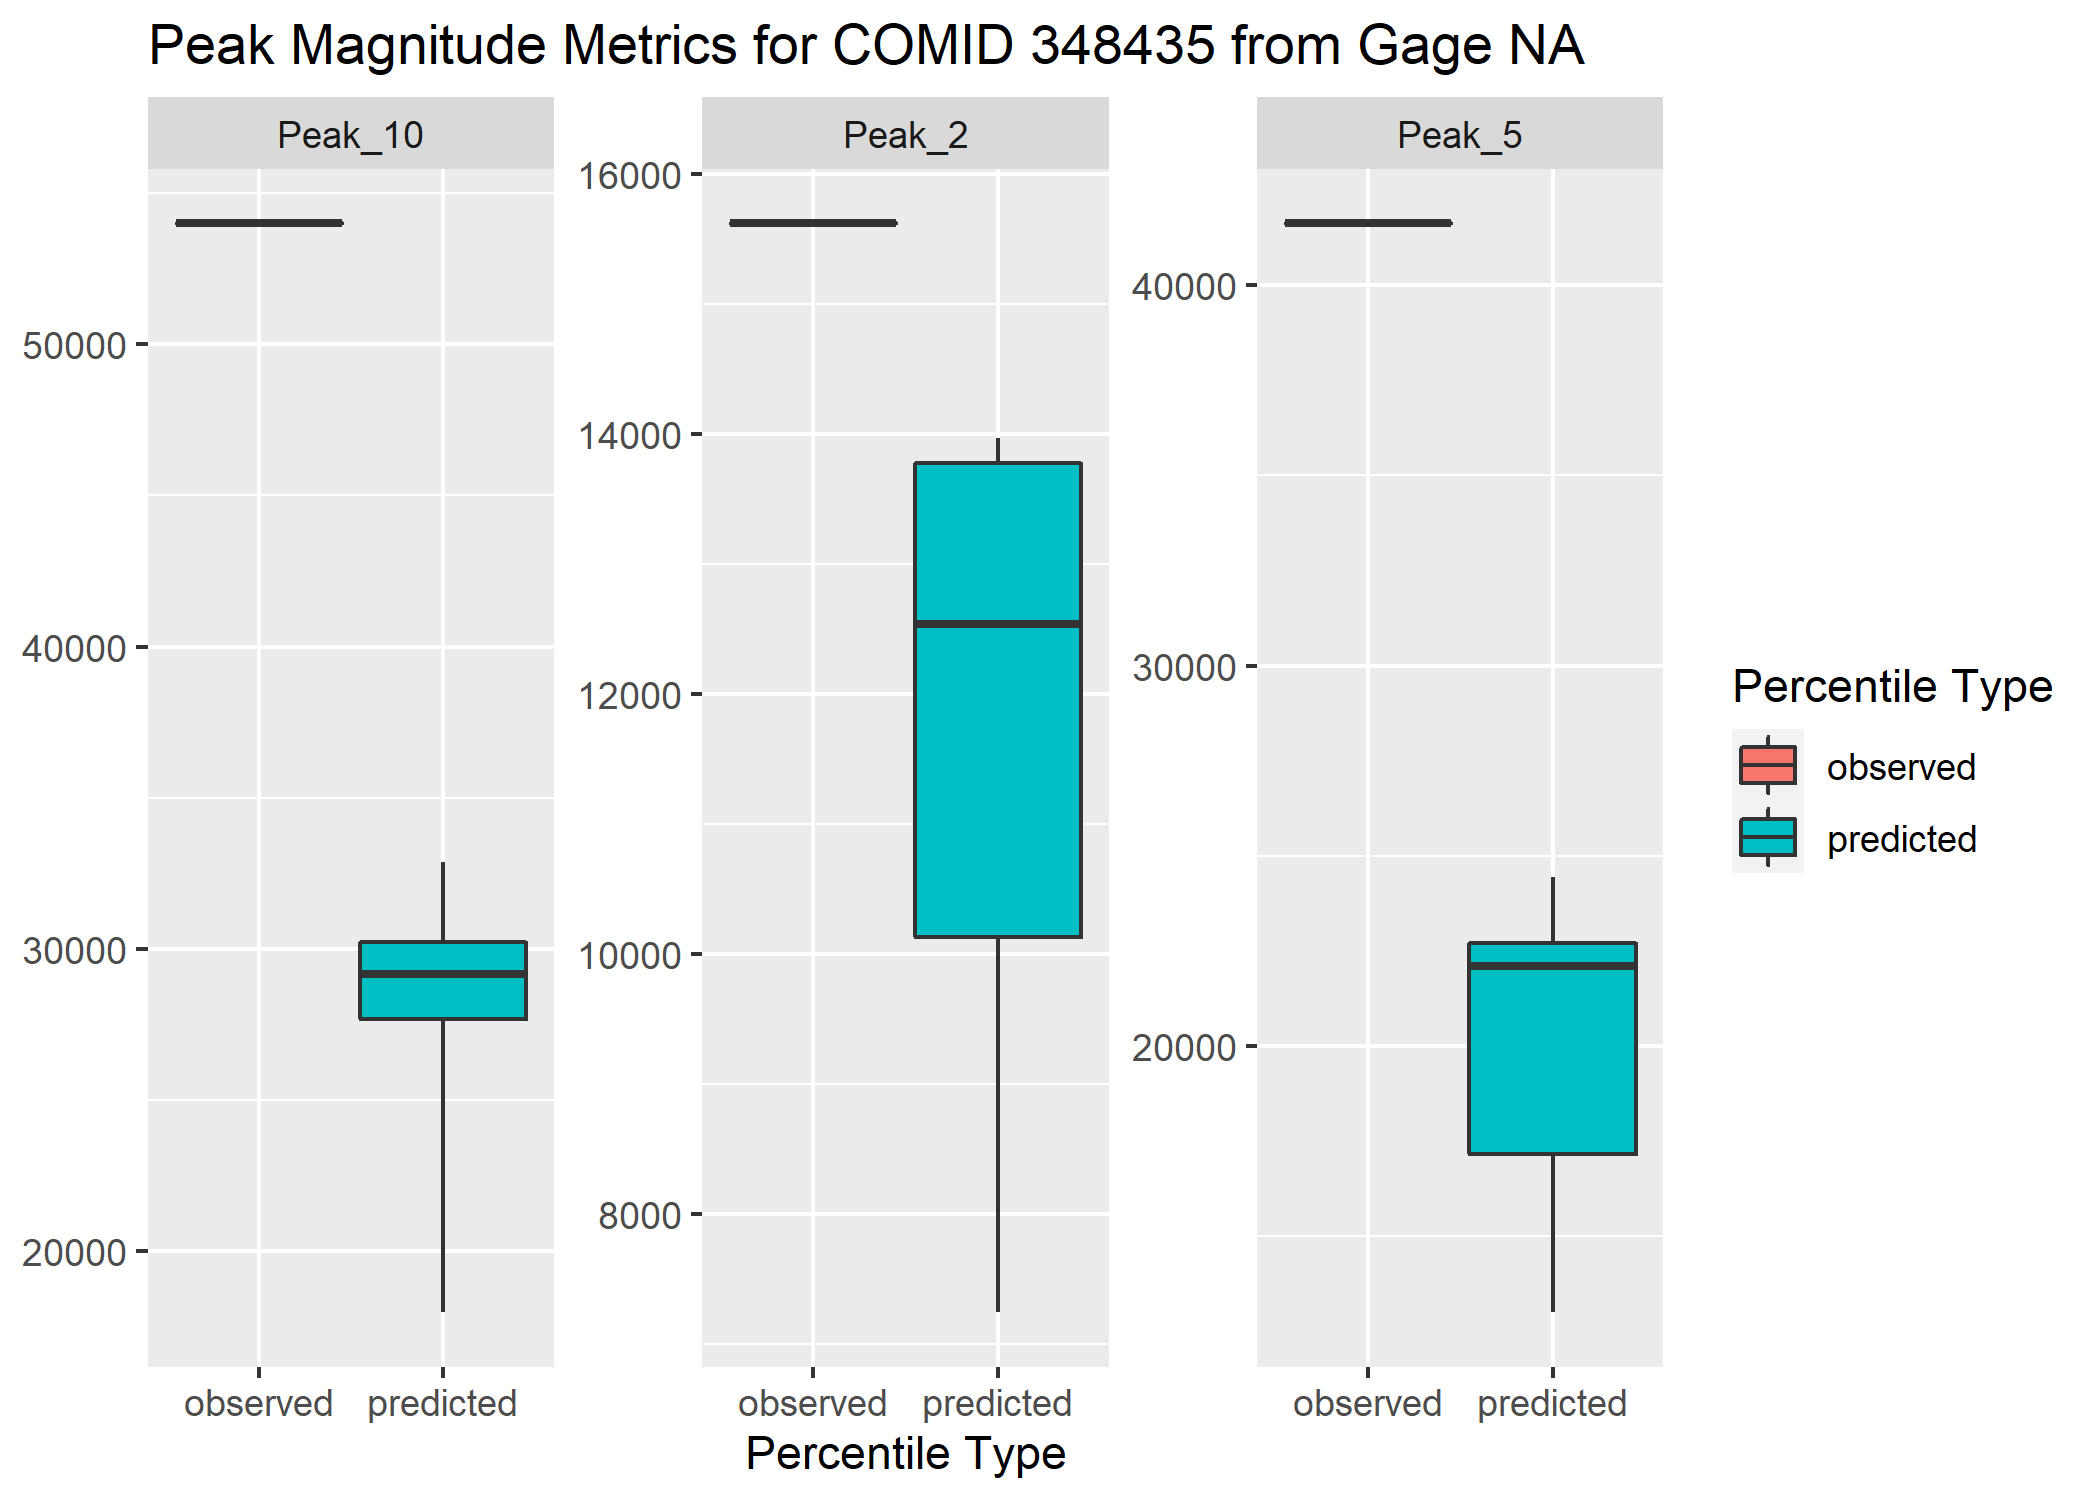 Peak Magnitude Metrics for COMID 348435 from Gage NA
Peak_10
Peak_2
Peak_5
50000
40000
30000
20000
16000
14000
12000
10000
8000
40000
30000
20000
observed
predicted
observed
predicted
observed
predicted
Percentile Type
Percentile Type
observed
predicted